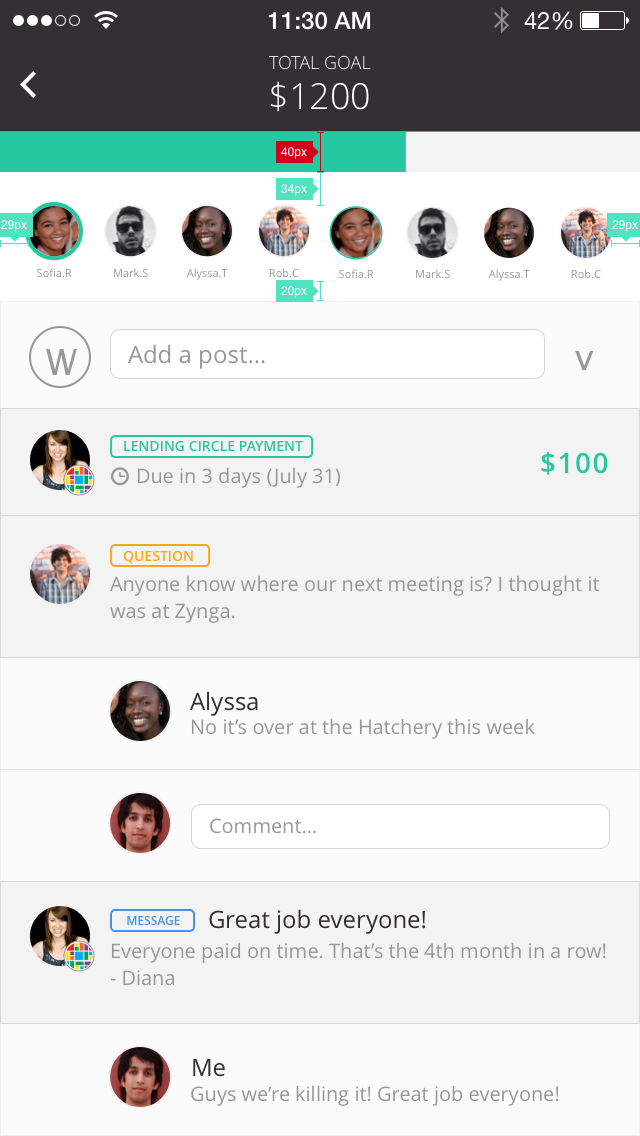 11:30 AM
42%
TOTAL GOAL
$1200
40px
34px
29px
29px
Sofia.R Mark.S Alyssa.T Rob.C Sofia.R Mark.S Alyssa.T Rob.C
20px
W Add a post... v
LENDING CIRCLE PAYMENT
Due in 3 days (July 31)
$100
QUESTION
Anyone know where our next meeting is? I thought it
was at Zynga.
Alyssa
No it’s over at the Hatchery this week
Comment...
MESSAGE Great job everyone!
Everyone paid on time. That’s the 4th month in a row!
- Diana
Me
Guys we’re killing it! Great job everyone!